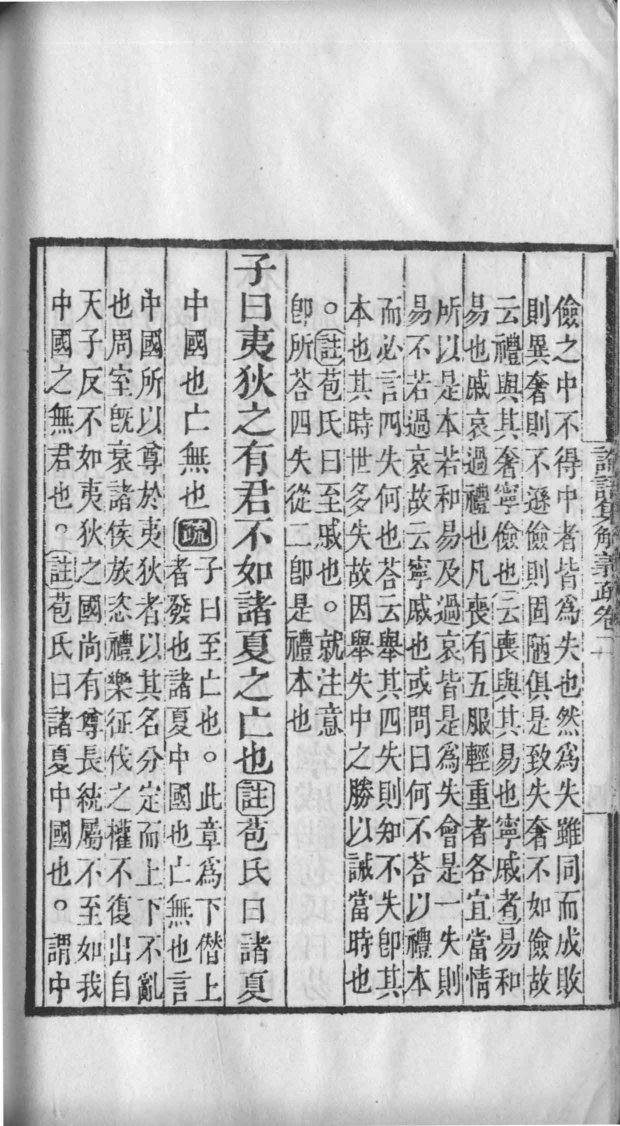 論語集解義疏卷二
儉之中不得中者皆爲失也然爲失雖同而成敗
則異奢則不遜儉則固陋俱是致失奢不如儉故
云禮與其奢寧儉也云喪與其易也寧戚者易和
易也戚哀過禮也凡喪有五服輕重者各宜當情
所以是本若和易及過哀皆是爲失會是一失則
易不若過哀故云寧戚也或問曰何不荅以禮本
而必言四失何也荅云舉其四失則知不失卽其
本也其時世多失故因舉失中之勝以誡當時也
。註苞氏曰至戚也。就注意
卽所荅四失從二卽是禮本也
子曰夷狄之有君不如諸夏之亡也註苞氏曰諸夏
中國也亡無也疏子曰至亡也。此章爲下僭上
者發也諸夏中國也亡無也言
中國所以尊於夷狄者以其名分定而上下不亂
也周室既衰諸侯放恣禮樂征伐之權不復出自
天子反不如夷狄之國尚有尊長統屬不至如我
中國之無君也。註苞氏曰諸夏中國也。謂中